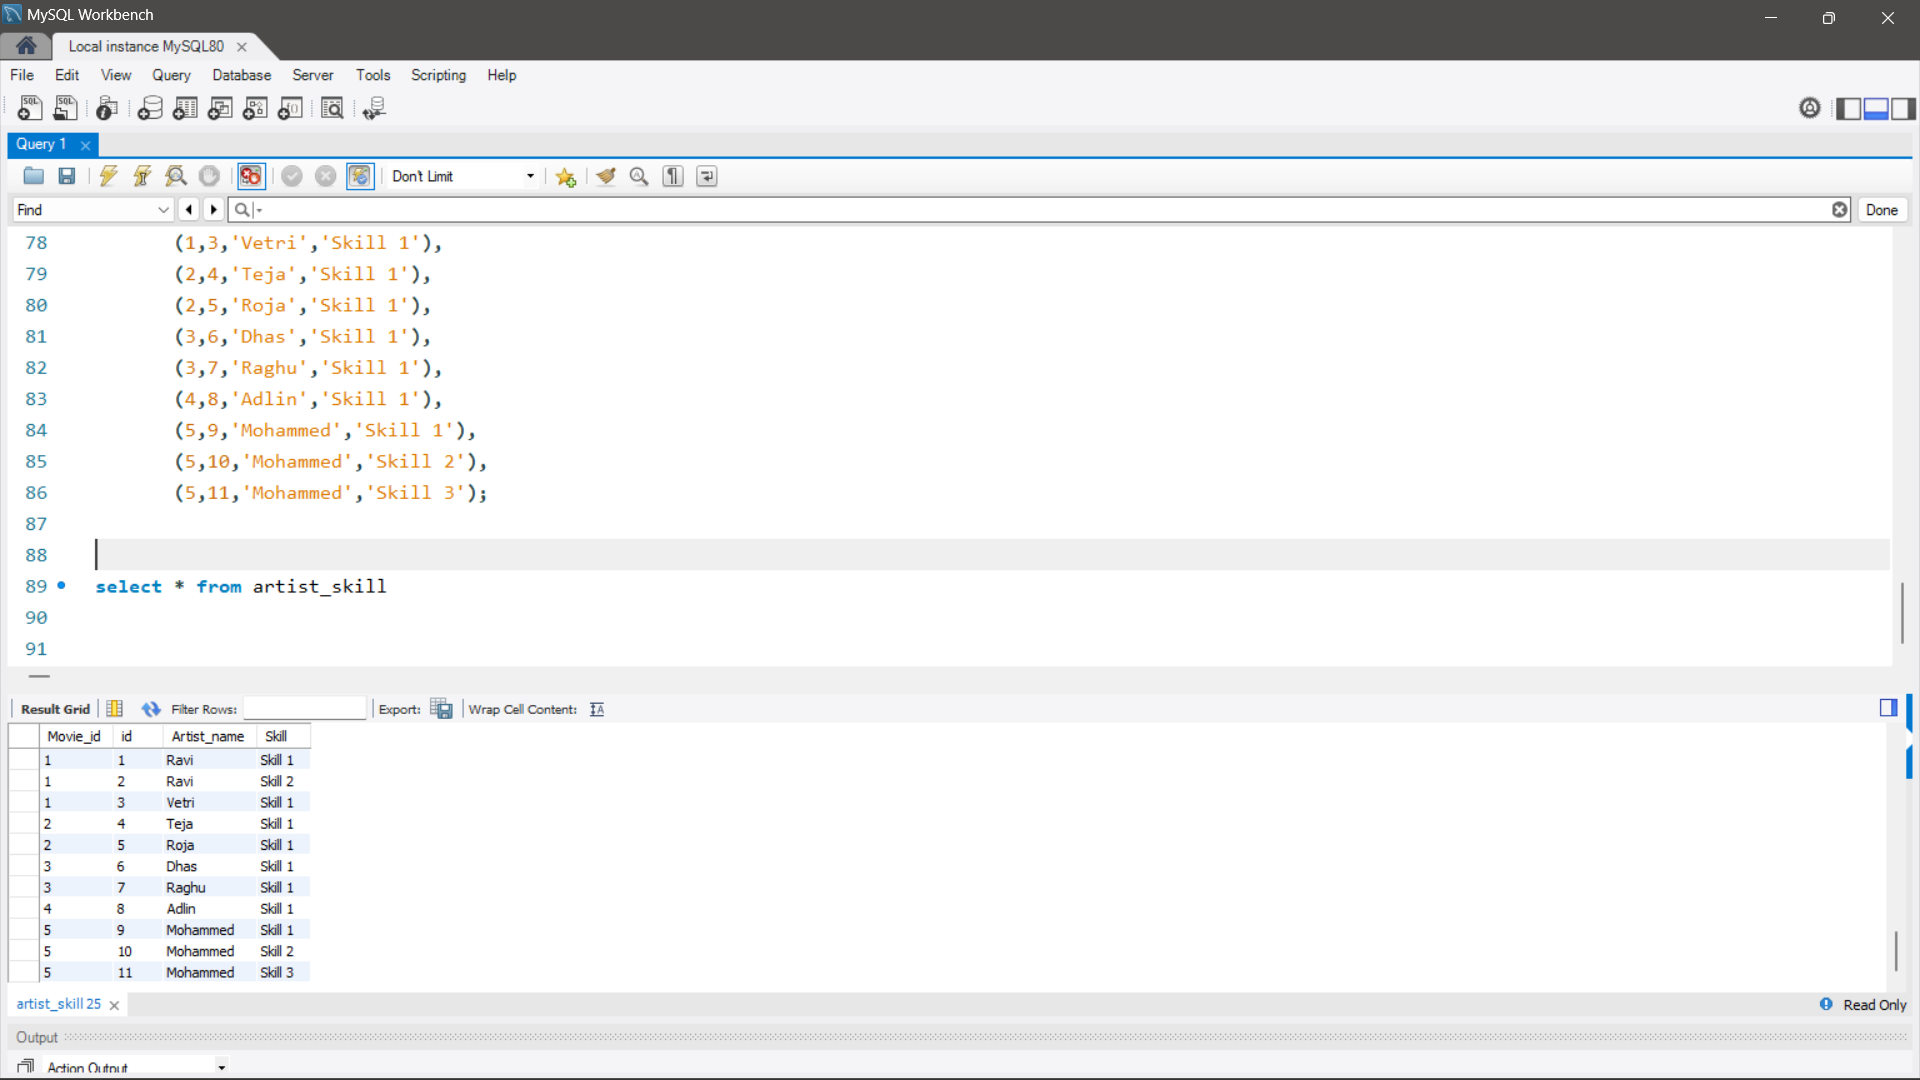 MySQL Workbench
Local instance MySQL80
File Edit View Query Database Server Tools Scripting Help
Query 1
Don't Limit
Find Done
78 (1,3,'Vetri','Skill 1'),
79 (2,4,'Teja','Skill 1'),
80 (2,5,'Roja','Skill 1'),
81 (3,6,'Dhas','Skill 1'),
82 (3,7,'Raghu','Skill 1'),
83 (4,8,'Adlin','Skill 1'),
84 (5,9,'Mohammed','Skill 1'),
85 (5,10,'Mohammed','Skill 2'),
86 (5,11,'Mohammed','Skill 3');
87
88
89 select * from artist_skill
90
91
Result Grid Filter Rows: Export: Wrap Cell Content:
Movie_id id Artist_name Skill
1 1 Ravi Skill 1
1 2 Ravi Skill 2
1 3 Vetri Skill 1
2 4 Teja Skill 1
2 5 Roja Skill 1
3 6 Dhas Skill 1
3 7 Raghu Skill 1
4 8 Adlin Skill 1
5 9 Mohammed Skill 1
5 10 Mohammed Skill 2
5 11 Mohammed Skill 3
artist_skill 25 Read Only
Output
Action Output